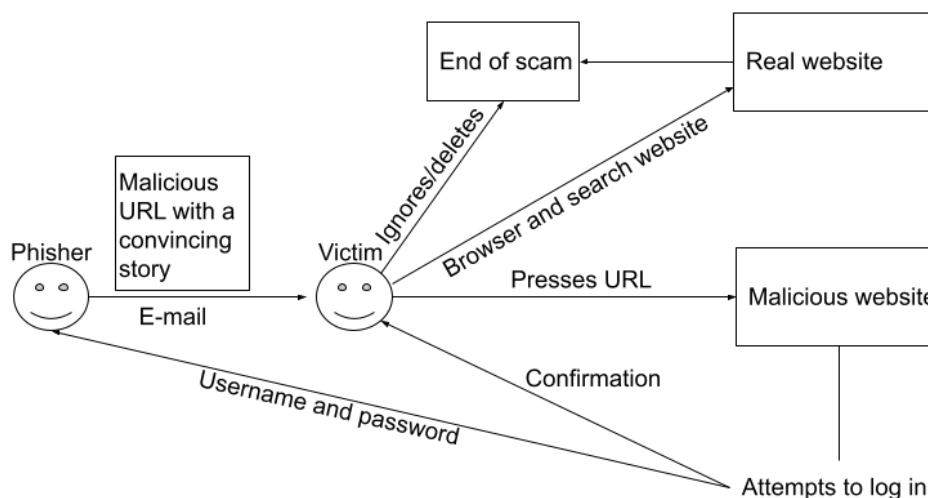 End of scam
Real website
Ignores/deletes
Browser and search website
Malicious
URL with a
convincing
story
Phisher
Victim
E-mail
Presses URL
Malicious website
Confirmation
Username and password
Attempts to log in